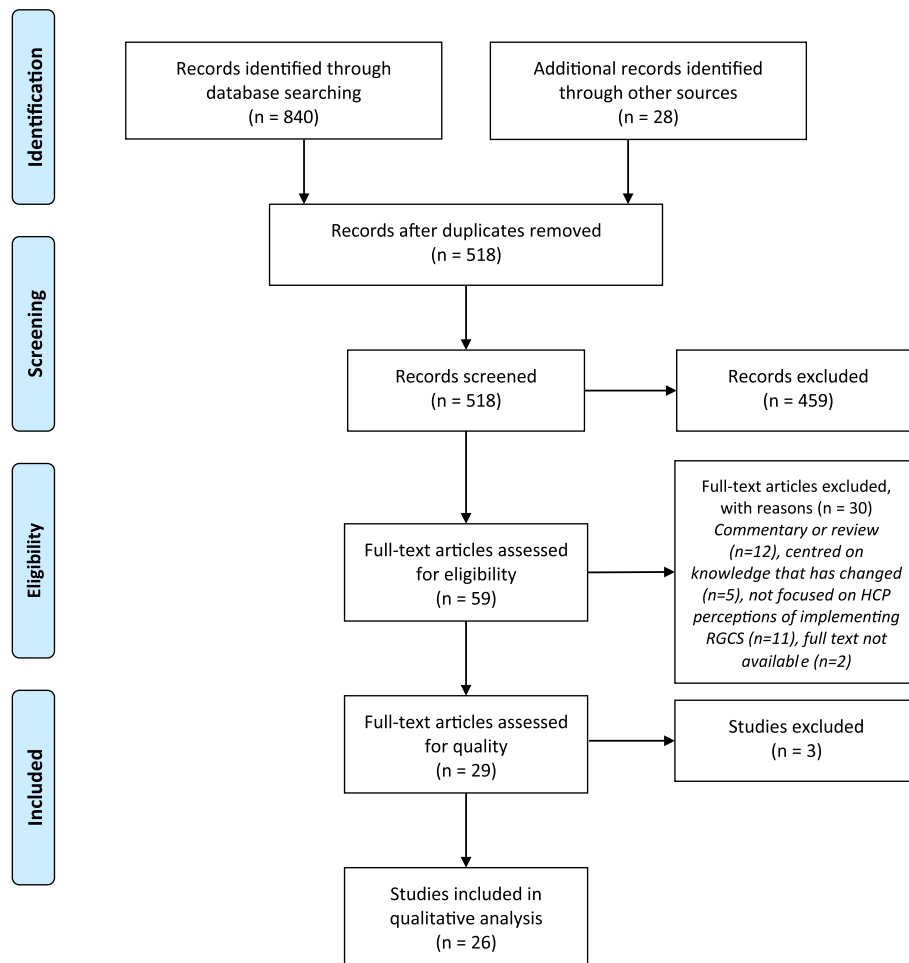 Identification
Records identified through
database searching
(n = 840)
Additional records identified
through other sources
(n = 28)
Records after duplicates removed
(n = 518)
Screening
Records screened
(n = 518)
Records excluded
(n = 459)
Eligibility
Full-text articles assessed
for eligibility
(n = 59)
Full-text articles excluded,
with reasons (n = 30)
Commentary or review
(n=12), centred on
knowledge that has changed
(n=5), not focused on HCP
perceptions of implementing
RGCS (n=11), full text not
available (n=2)
Included
Full-text articles assessed
for quality
(n = 29)
Studies excluded
(n = 3)
Studies included in
qualitative analysis
(n = 26)